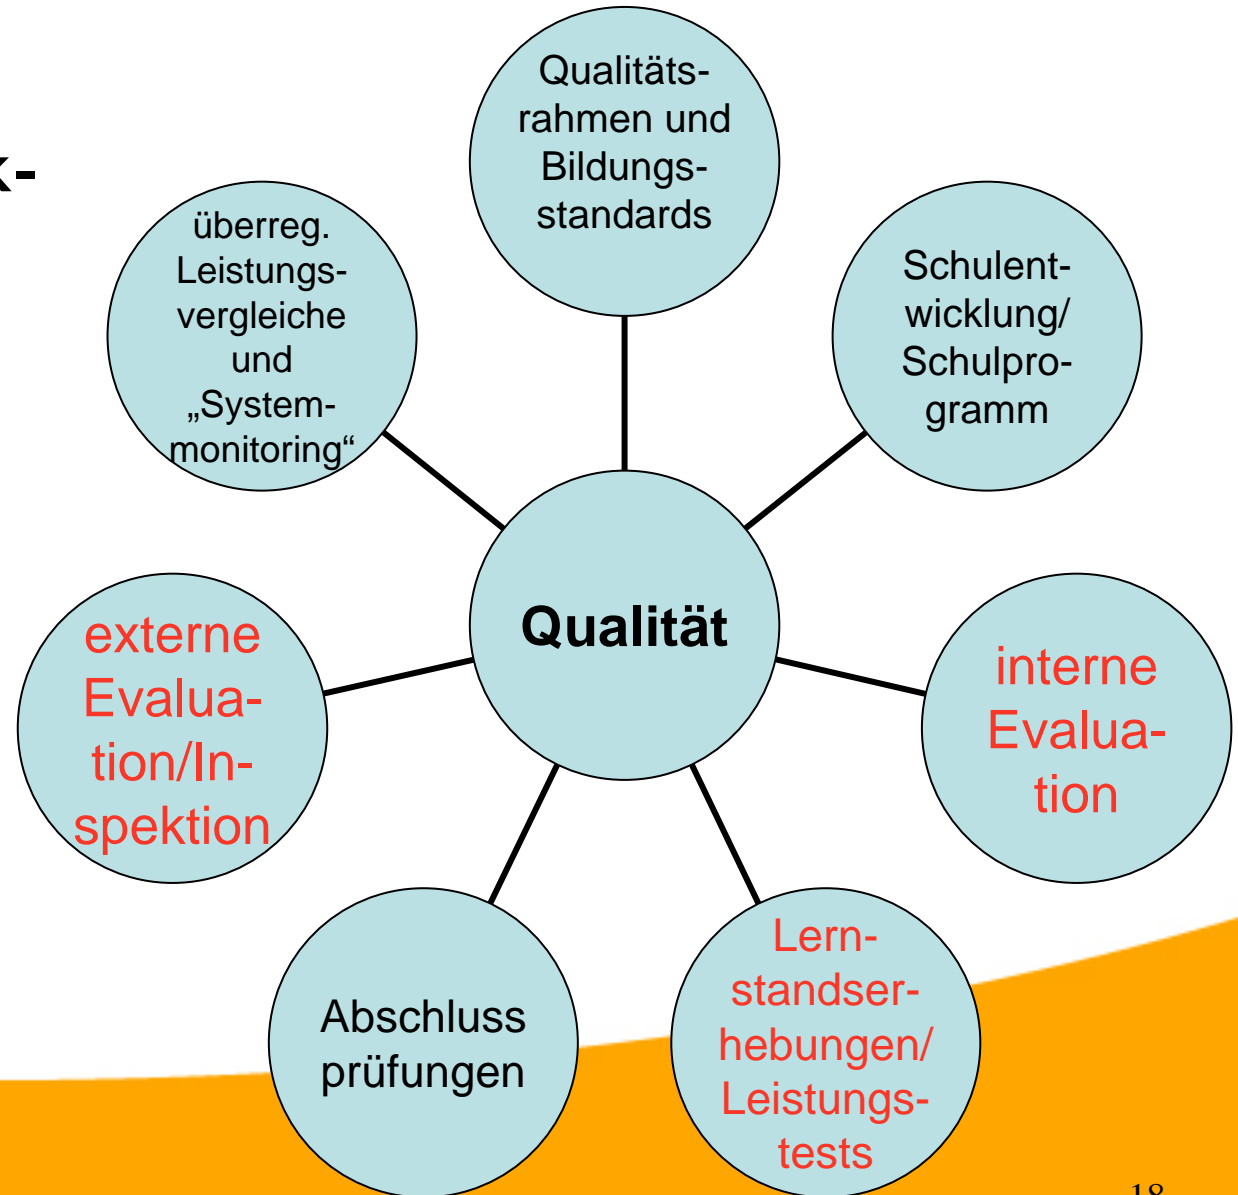 Qualitäts-
rahmen und
Bildungs-
standards
überreg.
Leistungs-
vergleiche
und
„System-
monitoring“
Schulent-
wicklung/
Schulpro-
gramm
Qualität
externe
Evalua-
tion/In-
spektion
interne
Evalua-
tion
Abschluss
prüfungen
Lern-
standser-
hebungen/
Leistungs-
tests
18